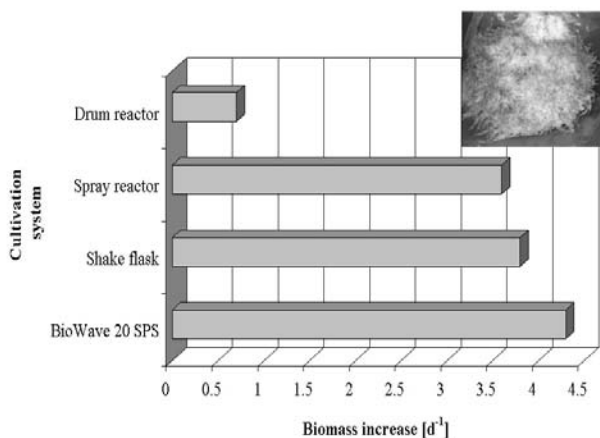 Drum reactor
Spray reactor
Shake flask
BioWave 20 SPS
Cultivation
system
0 0.5 1 1.5 2 2.5 3 3.5 4 4.5
Biomass increase [d⁻¹]